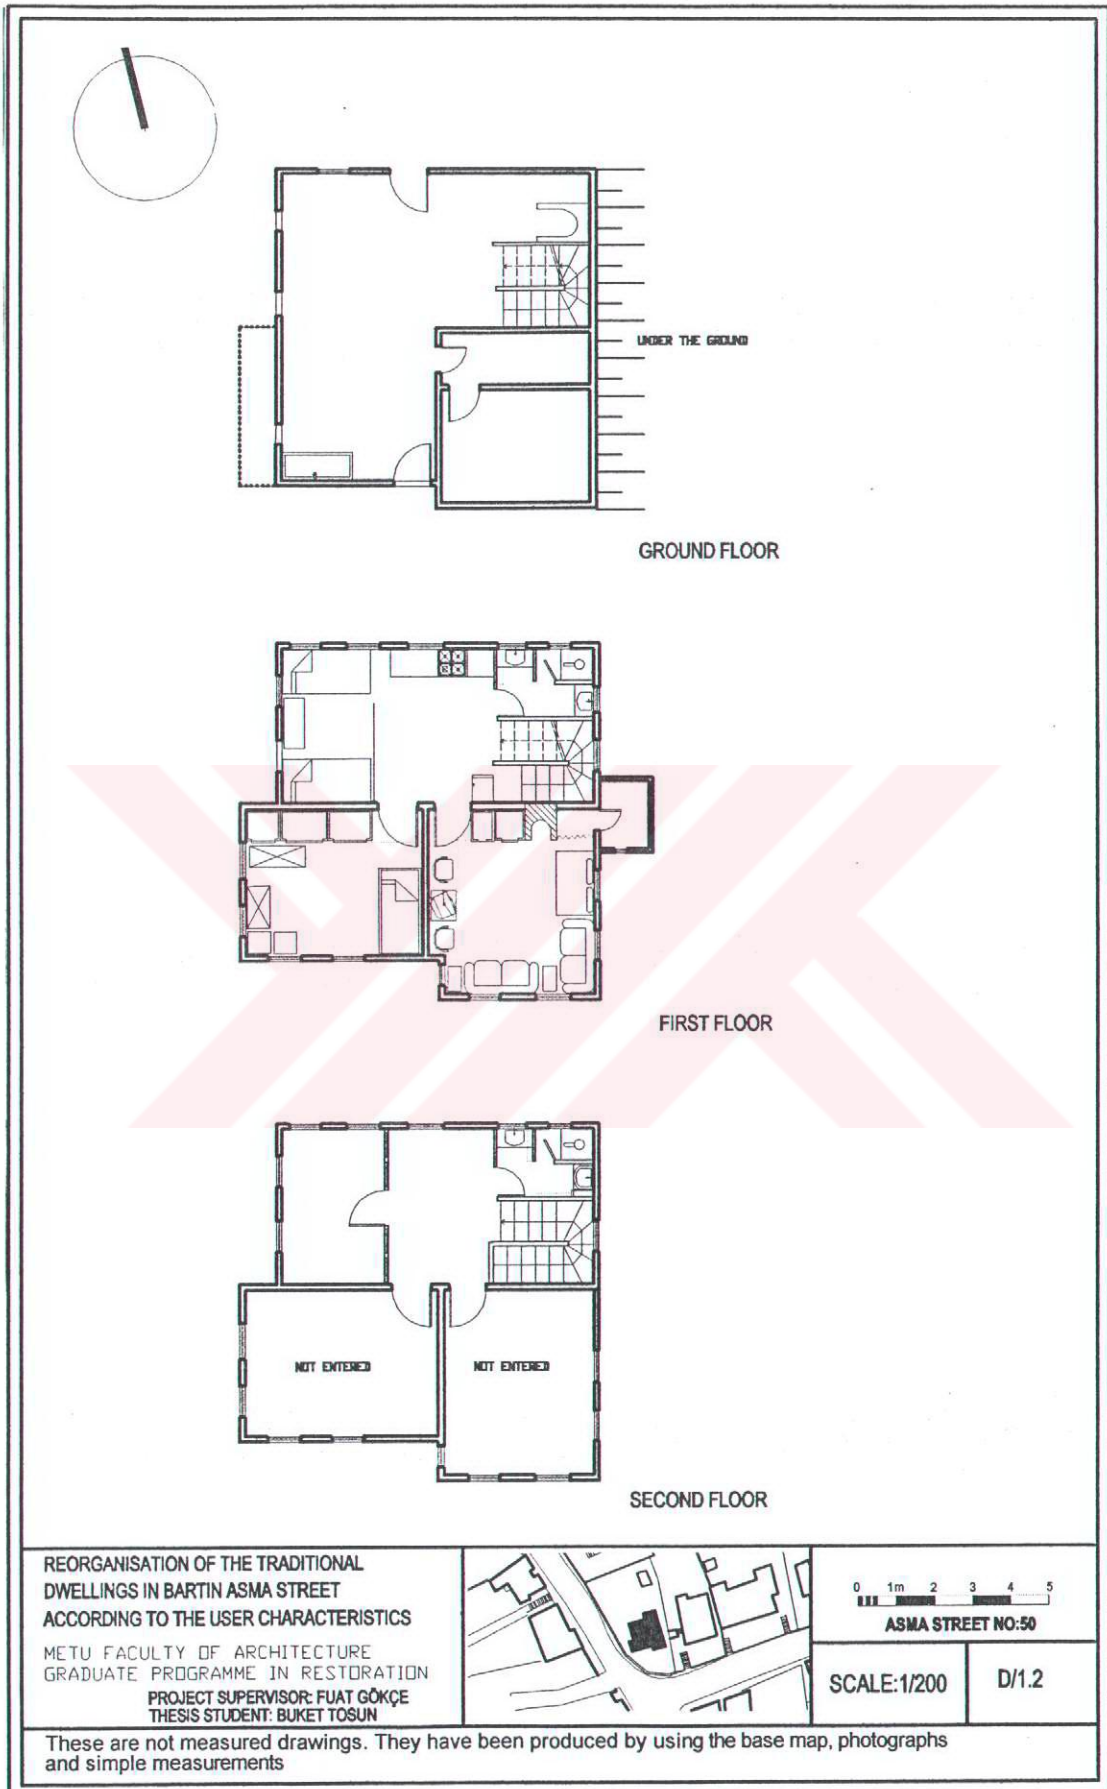 UNDER THE GROUND
GROUND FLOOR
FIRST FLOOR
NOT ENTERED
NOT ENTERED
SECOND FLOOR
REORGANISATION OF THE TRADITIONAL
DWELLINGS IN BARTIN ASMA STREET
ACCORDING TO THE USER CHARACTERISTICS
METU FACULTY OF ARCHITECTURE
GRADUATE PROGRAMME IN RESTORATION
PROJECT SUPERVISOR: FUAT GÖKÇE
THESIS STUDENT: BUKET TOSUN
0 1m 2 3 4 5
ASMA STREET NO:50
SCALE:1/200
D/1.2
These are not measured drawings. They have been produced by using the base map, photographs
and simple measurements